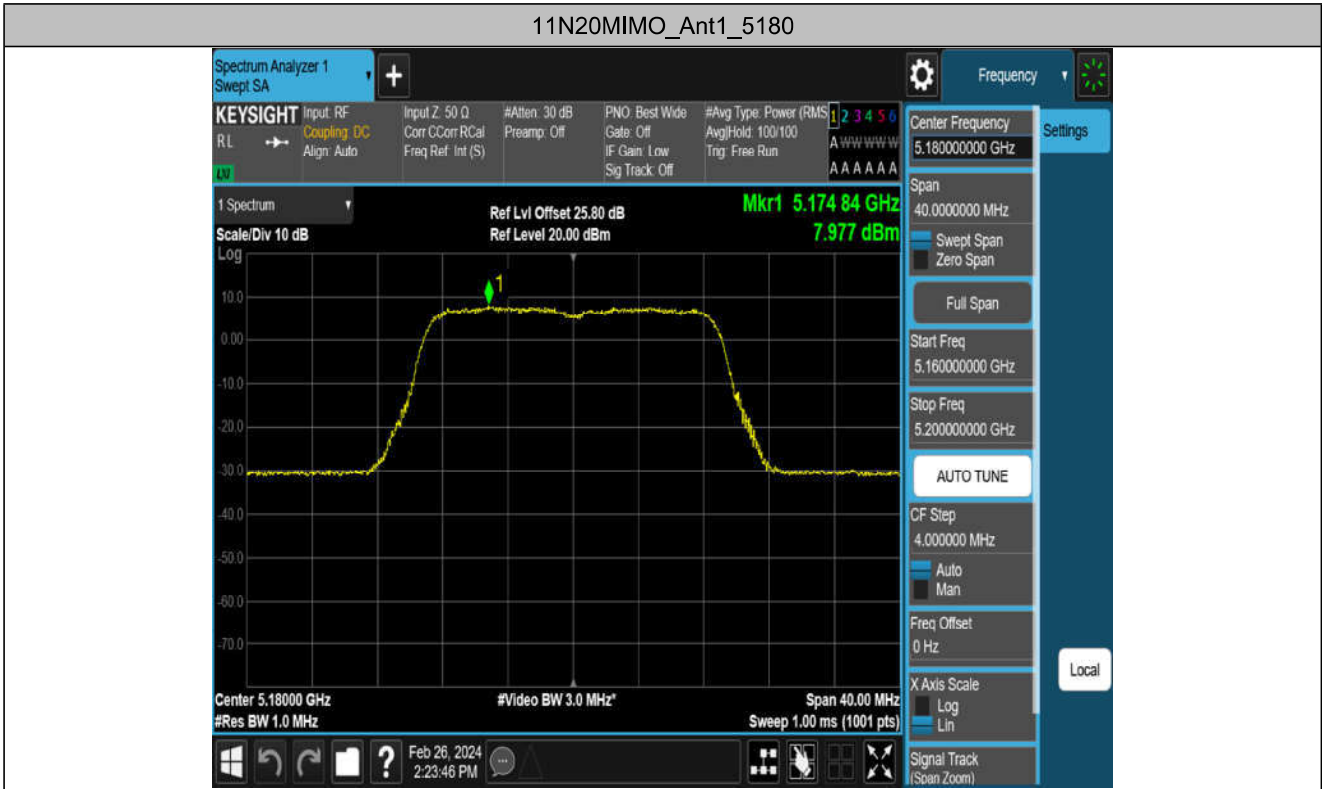 11N20MIMO_Ant1_5180
Spectrum Analyzer 1
Swept SA
+
Frequency
KEYSIGHT
RL
LXI
Input: RF
Coupling: DC
Align: Auto
Input Z: 50 Ω
Corr CCorr RCal
Freq Ref: Int (S)
#Atten: 30 dB
Preamp: Off
PNO: Best Wide
Gate: Off
IF Gain: Low
Sig Track: Off
#Avg Type: Power (RMS
Avg|Hold: 100/100
Trig: Free Run
1 2 3 4 5 6
A W W W W W
A A A A A A
1 Spectrum
Scale/Div 10 dB
Log
Ref Lvl Offset 25.80 dB
Ref Level 20.00 dBm
Mkr1 5.174 84 GHz
7.977 dBm
1
10.0
0.00
-10.0
-20.0
-30.0
-40.0
-50.0
-60.0
-70.0
Center 5.18000 GHz
#Res BW 1.0 MHz
#Video BW 3.0 MHz*
Span 40.00 MHz
Sweep 1.00 ms (1001 pts)
Center Frequency
5.180000000 GHz
Settings
Span
40.0000000 MHz
Swept Span
Zero Span
Full Span
Start Freq
5.160000000 GHz
Stop Freq
5.200000000 GHz
AUTO TUNE
CF Step
4.000000 MHz
Auto
Man
Freq Offset
0 Hz
Local
X Axis Scale
Log
Lin
Signal Track
(Span Zoom)
?
Feb 26, 2024
2:23:46 PM